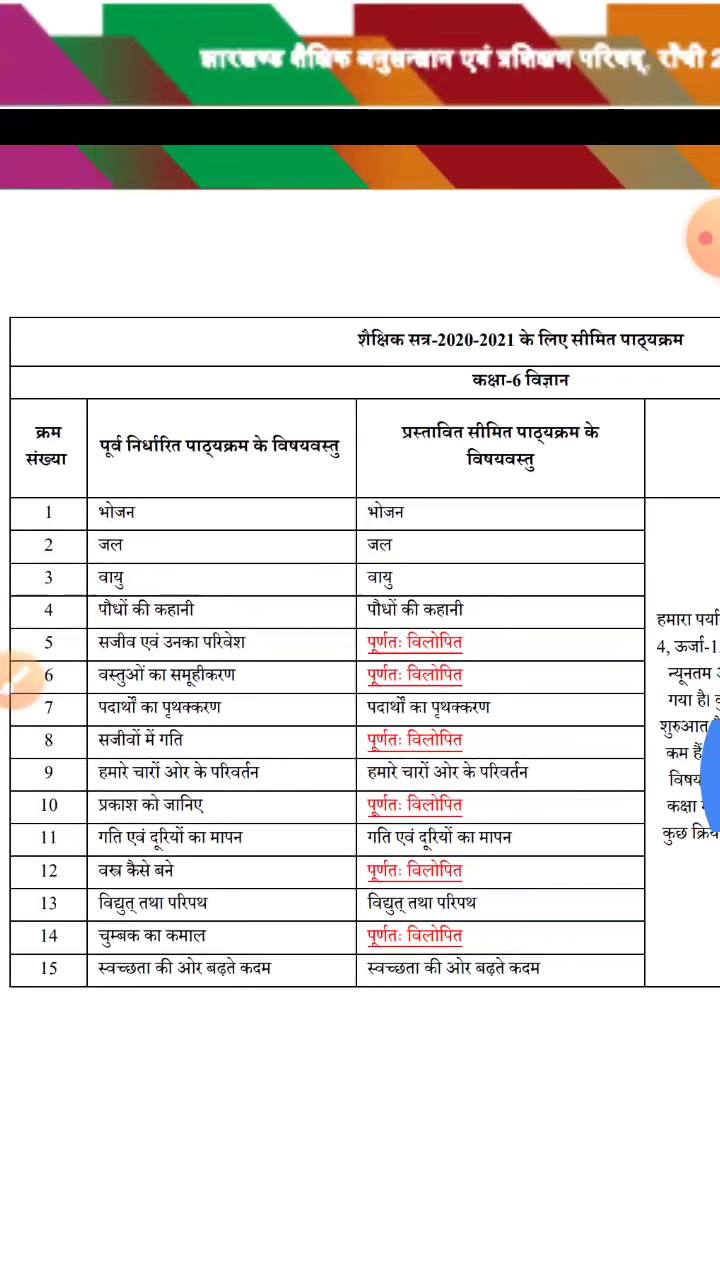 झारखण्ड शैक्षिक अनुसन्धान एवं प्रशिक्षण परिषद्, राँची
शैक्षिक सत्र-2020-2021 के लिए सीमित पाठ्यक्रम
कक्षा-6 विज्ञान
क्रम संख्या पूर्व निर्धारित पाठ्यक्रम के विषयवस्तु प्रस्तावित सीमित पाठ्यक्रम के विषयवस्तु
1 भोजन भोजन
2 जल जल
3 वायु वायु
4 पौधों की कहानी पौधों की कहानी
5 सजीव एवं उनका परिवेश पूर्णतः विलोपित
6 वस्तुओं का समूहीकरण पूर्णतः विलोपित
7 पदार्थों का पृथक्करण पदार्थों का पृथक्करण
8 सजीवों में गति पूर्णतः विलोपित
9 हमारे चारों ओर के परिवर्तन हमारे चारों ओर के परिवर्तन
10 प्रकाश को जानिए पूर्णतः विलोपित
11 गति एवं दूरियों का मापन गति एवं दूरियों का मापन
12 वस्त्र कैसे बने पूर्णतः विलोपित
13 विद्युत् तथा परिपथ विद्युत् तथा परिपथ
14 चुम्बक का कमाल पूर्णतः विलोपित
15 स्वच्छता की ओर बढ़ते कदम स्वच्छता की ओर बढ़ते कदम
हमारा
4, ऊर्जा-1
न्यूनतम
गया है।
शुरुआत
कम हैं
कक्षा
कुछ